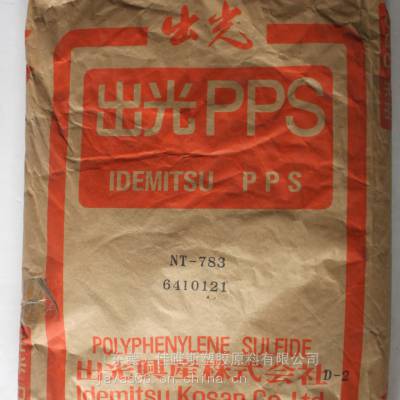 出光
出光PPS
IDEMITSU PPS
NT-783
6410121
POLYPHENYLENE SULFIDE
出光興産株式会社
D-2
Idemitsu Kosan Co.,Ltd